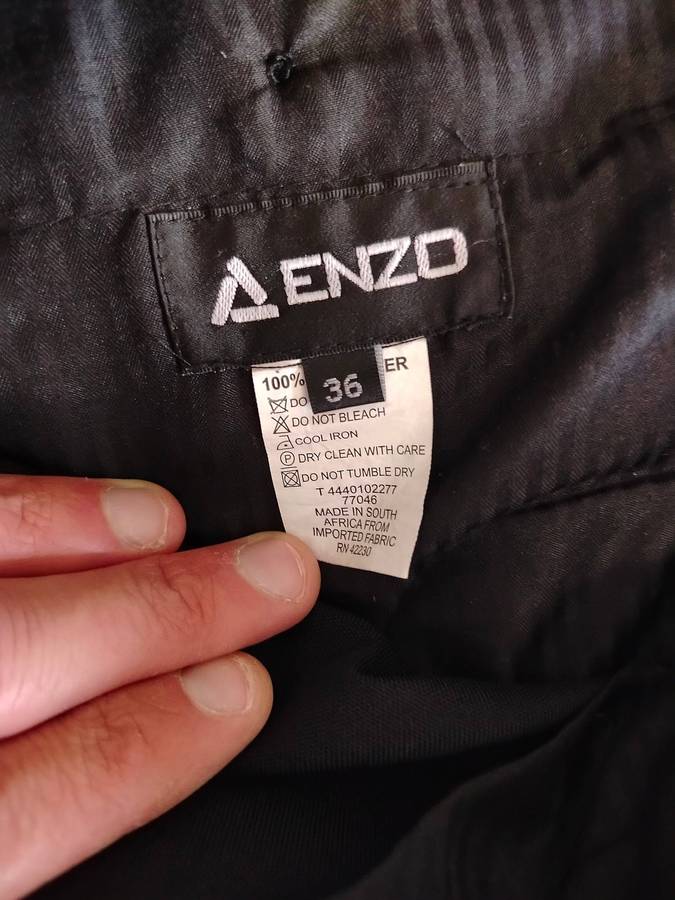 ENZO
100% ER
36
DO
DO NOT BLEACH
COOL IRON
P DRY CLEAN WITH CARE
DO NOT TUMBLE DRY
T 4440102277
77046
MADE IN SOUTH
AFRICA FROM
IMPORTED FABRIC
RN 42230